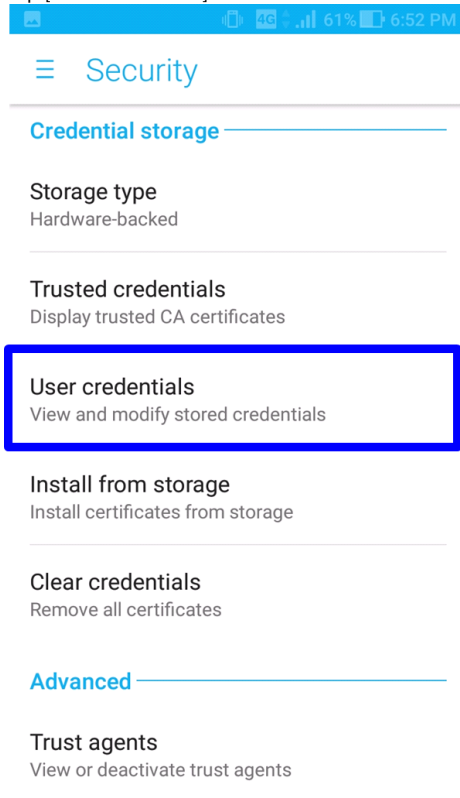 4G 61% 6:52 PM
Security
Credential storage
Storage type
Hardware-backed
Trusted credentials
Display trusted CA certificates
User credentials
View and modify stored credentials
Install from storage
Install certificates from storage
Clear credentials
Remove all certificates
Advanced
Trust agents
View or deactivate trust agents